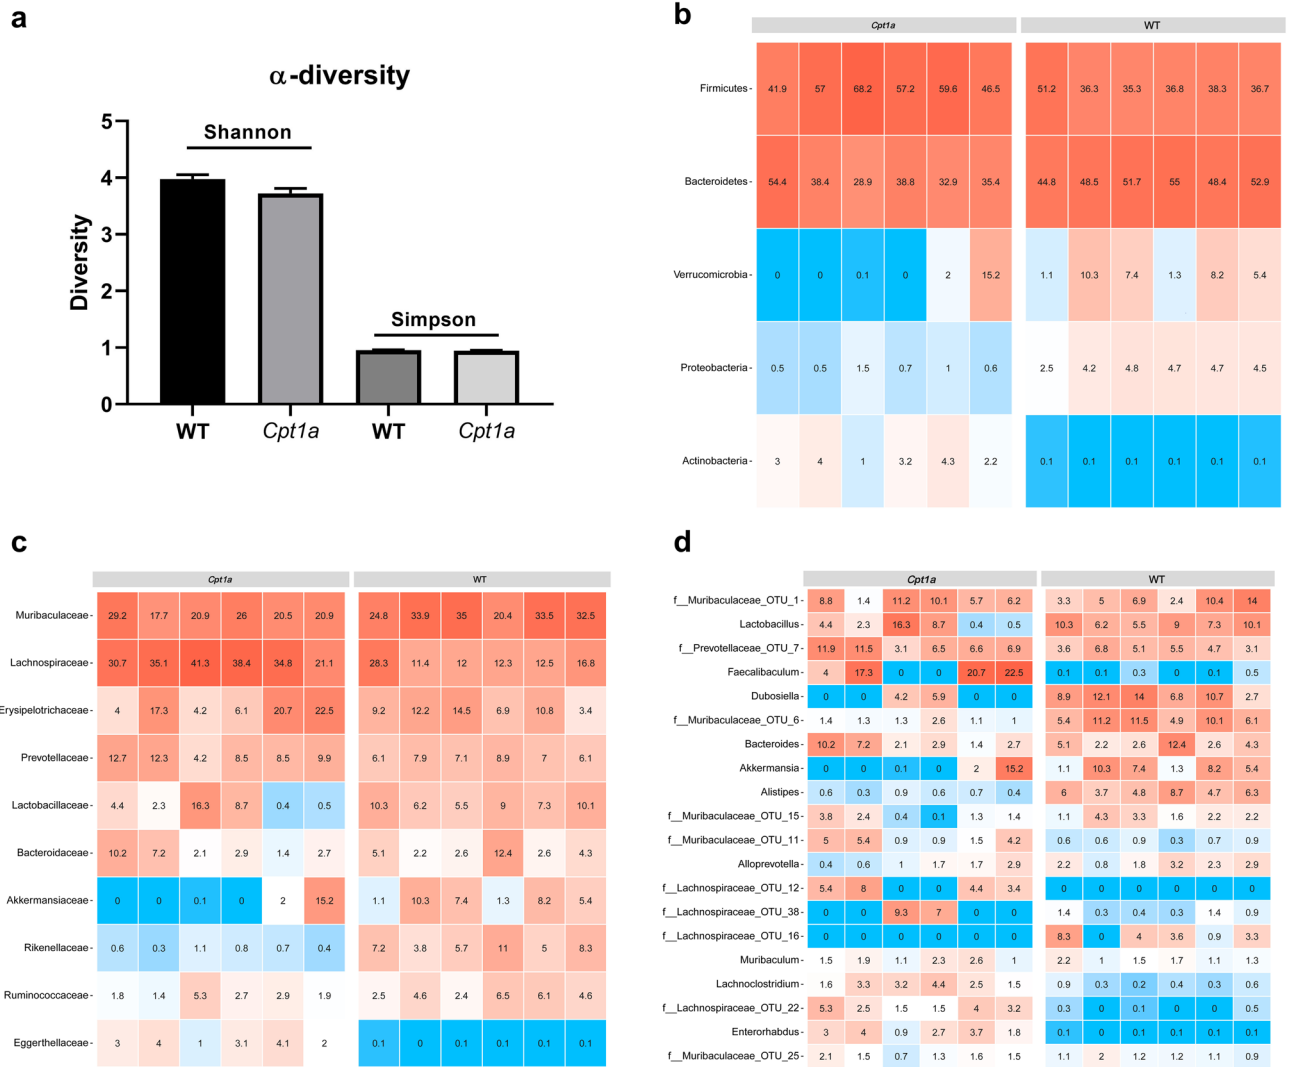 a
α-diversity
Diversity
5
4
3
2
1
0
Shannon
Simpson
WT
Cpt1a
WT
Cpt1a
b
Cpt1a WT
Firmicutes 41.9 57 68.2 57.2 59.6 46.5 51.2 36.3 35.3 36.8 38.3 36.7
Bacteroidetes 54.4 38.4 28.9 38.8 32.9 35.4 44.8 48.5 51.7 55 48.4 52.9
Verrucomicrobia 0 0 0.1 0 2 15.2 1.1 10.3 7.4 1.3 8.2 5.4
Proteobacteria 0.5 0.5 1.5 0.7 1 0.6 2.5 4.2 4.8 4.7 4.7 4.5
Actinobacteria 3 4 1 3.2 4.3 2.2 0.1 0.1 0.1 0.1 0.1 0.1
c
Cpt1a WT
Muribaculaceae 29.2 17.7 20.9 26 20.5 20.9 24.8 33.9 35 20.4 33.5 32.5
Lachnospiraceae 30.7 35.1 41.3 38.4 34.8 21.1 28.3 11.4 12 12.3 12.5 16.8
Erysipelotrichaceae 4 17.3 4.2 6.1 20.7 22.5 9.2 12.2 14.5 6.9 10.8 3.4
Prevotellaceae 12.7 12.3 4.2 8.5 8.5 9.9 6.1 7.9 7.1 8.9 7 6.1
Lactobacillaceae 4.4 2.3 16.3 8.7 0.4 0.5 10.3 6.2 5.5 9 7.3 10.1
Bacteroidaceae 10.2 7.2 2.1 2.9 1.4 2.7 5.1 2.2 2.6 12.4 2.6 4.3
Akkermansiaceae 0 0 0.1 0 2 15.2 1.1 10.3 7.4 1.3 8.2 5.4
Rikenellaceae 0.6 0.3 1.1 0.8 0.7 0.4 7.2 3.8 5.7 11 5 8.3
Ruminococcaceae 1.8 1.4 5.3 2.7 2.9 1.9 2.5 4.6 2.4 6.5 6.1 4.6
Eggerthellaceae 3 4 1 3.1 4.1 2 0.1 0 0.1 0.1 0.1 0.1
d
Cpt1a WT
f__Muribaculaceae_OTU_1 8.8 1.4 11.2 10.1 5.7 6.2 3.3 5 6.9 2.4 10.4 14
Lactobacillus 4.4 2.3 16.3 8.7 0.4 0.5 10.3 6.2 5.5 9 7.3 10.1
f__Prevotellaceae_OTU_7 11.9 11.5 3.1 6.5 6.6 6.9 3.6 6.8 5.1 5.5 4.7 3.1
Faecalibaculum 4 17.3 0 0 20.7 22.5 0.1 0.1 0.3 0 0.1 0.5
Dubosiella 0 0 4.2 5.9 0 0 8.9 12.1 14 6.8 10.7 2.7
f__Muribaculaceae_OTU_6 1.4 1.3 1.3 2.6 1.1 1 5.4 11.2 11.5 4.9 10.1 6.1
Bacteroides 10.2 7.2 2.1 2.9 1.4 2.7 5.1 2.2 2.6 12.4 2.6 4.3
Akkermansia 0 0 0.1 0 2 15.2 1.1 10.3 7.4 1.3 8.2 5.4
Alistipes 0.6 0.3 0.9 0.6 0.7 0.4 6 3.7 4.8 8.7 4.7 6.3
f__Muribaculaceae_OTU_15 3.8 2.4 0.4 0.1 1.3 1.4 1.1 4.3 3.3 1.6 2.2 2.2
f__Muribaculaceae_OTU_11 5 5.4 0.9 0.9 1.5 4.2 0.6 0.6 0.9 0.3 0.7 0.9
Alloprevotella 0.4 0.6 1 1.7 1.7 2.9 2.2 0.8 1.8 3.2 2.3 2.9
f__Lachnospiraceae_OTU_12 5.4 8 0 0 4.4 3.4 0 0 0 0 0 0
f__Lachnospiraceae_OTU_38 0 0 9.3 7 0 0 1.4 0.3 0.4 0.3 1.4 0.9
f__Lachnospiraceae_OTU_16 0 0 0 0 0 0 8.3 0 4 3.6 0.9 3.3
Muribaculum 1.5 1.9 1.1 2.3 2.6 1 2.2 1 1.5 1.7 1.1 1.3
Lachnoclostridium 1.6 3.3 3.2 4.4 2.5 1.5 0.9 0.3 0.2 0.4 0.3 0.6
f__Lachnospiraceae_OTU_22 5.3 2.5 1.5 1.5 4 3.2 0.3 0 0.1 0 0 0.5
Enterorhabdus 3 4 0.9 2.7 3.7 1.8 0.1 0 0.1 0.1 0.1 0.1
f__Muribaculaceae_OTU_25 2.1 1.5 0.7 1.3 1.6 1.5 1.1 2 1.2 1.2 1.1 0.9